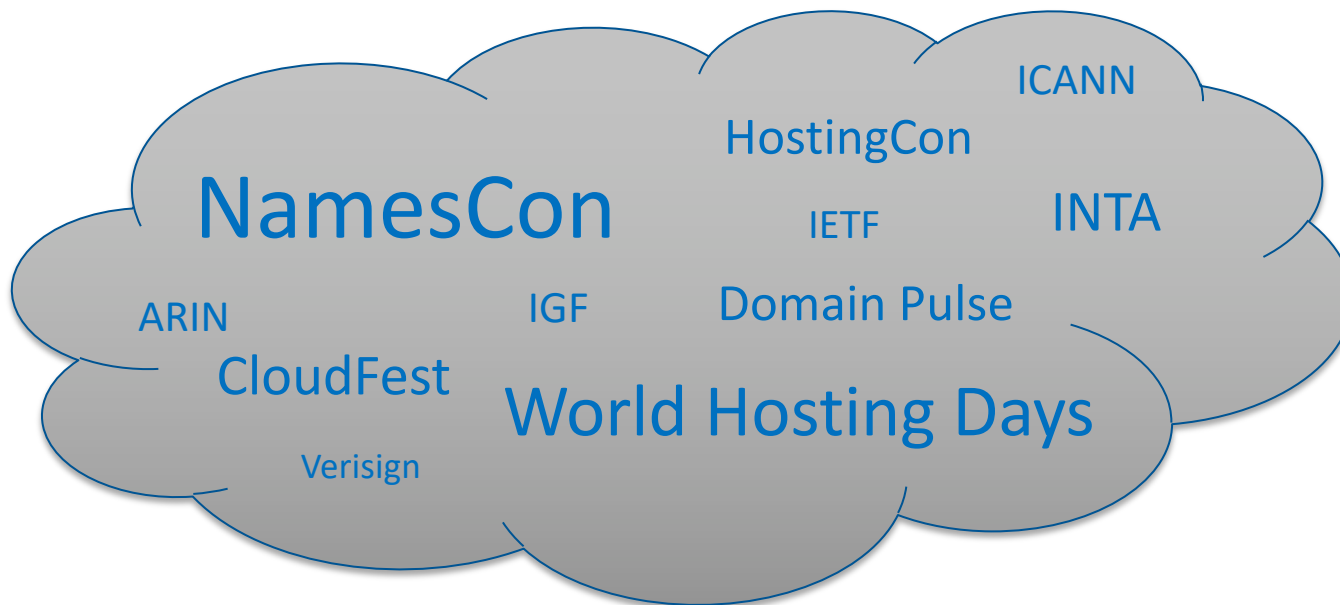 ICANN
HostingCon
NamesCon
IETF
INTA
ARIN
IGF
Domain Pulse
CloudFest
World Hosting Days
Verisign